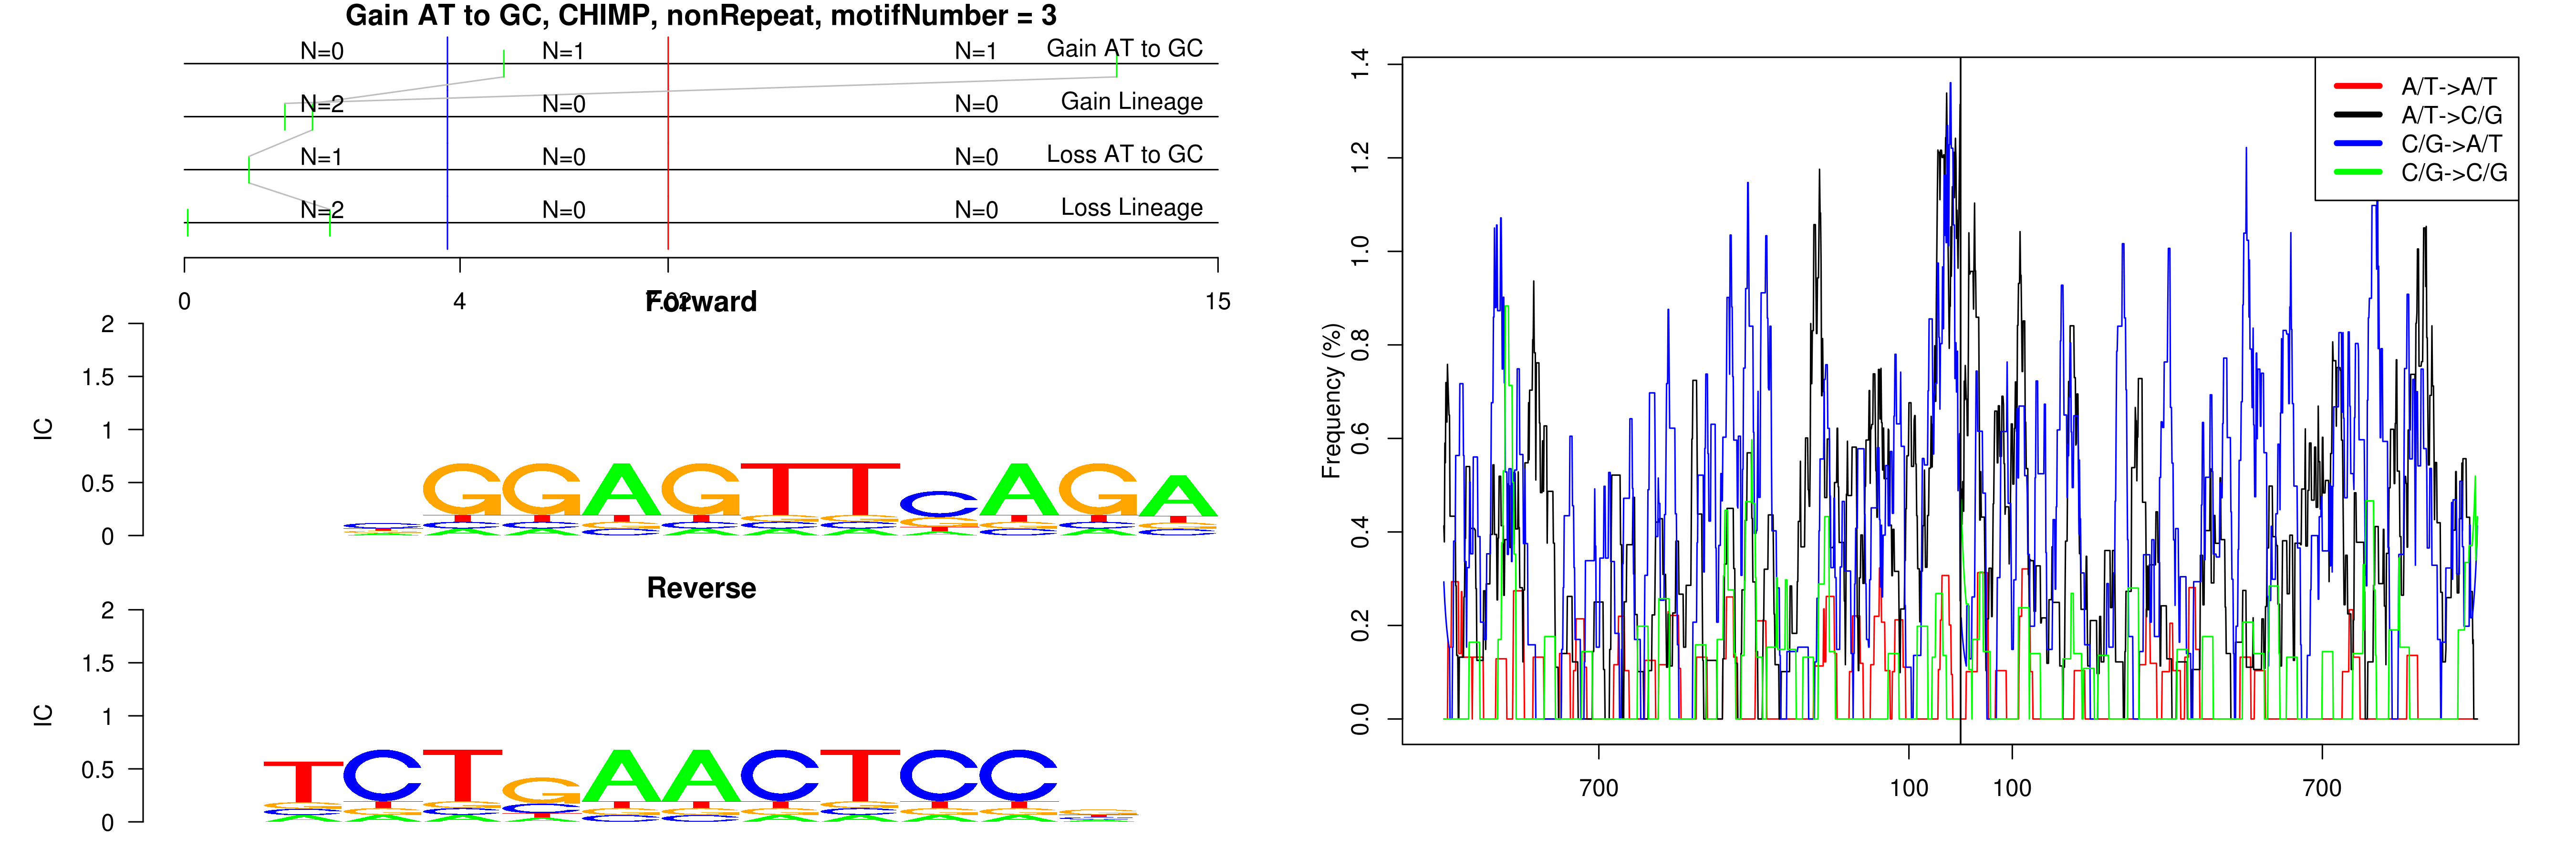 Gain AT to GC, CHIMP, nonRepeat, motifNumber = 3
N=0 N=1 N=1 Gain AT to GC
N=2 N=0 N=0 Gain Lineage
N=1 N=0 N=0 Loss AT to GC
N=2 N=0 N=0 Loss Lineage
0 4 7.02 15
Forward
IC
2
1.5
1
0.5
0
GGAGTTCAGA
Reverse
IC
2
1.5
1
0.5
0
TCTGAACTCC
Frequency (%)
1.4
1.2
1.0
0.8
0.6
0.4
0.2
0.0
700 100 100 700
A/T->A/T
A/T->C/G
C/G->A/T
C/G->C/G